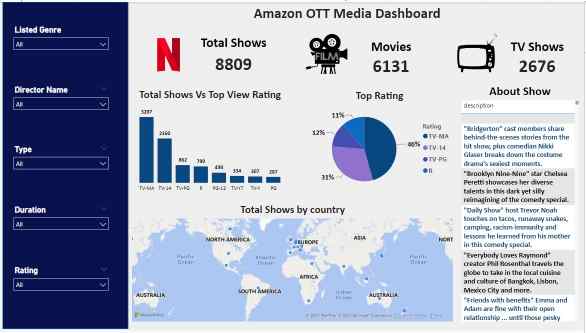 Amazon OTT Media Dashboard
Listed Genre
All
Director Name
All
Type
All
Duration
All
Rating
All
N
Total Shows
8809
FILM
Movies
6131
TV Shows
2676
Total Shows Vs Top View Rating
3207
2160
862
799
490
334
307
287
TV-MA
TV-14
TV-PG
R
PG-13
TV-Y7
TV-Y
PG
Top Rating
11%
12%
31%
46%
Rating
TV-MA
TV-14
TV-PG
R
About Show
description
"Bridgerton" cast members share
behind-the-scenes stories from the
hit show, plus comedian Nikki
Glaser breaks down the costume
drama's sexiest moments.
"Brooklyn Nine-Nine" star Chelsea
Peretti showcases her diverse
talents in this dark yet silly
reimagining of the comedy special.
"Daily Show" host Trevor Noah
touches on tacos, runaway snakes,
camping, racism immunity and
lessons he learned from his mother
in this comedy special.
"Everybody Loves Raymond"
creator Phil Rosenthal travels the
globe to take in the local cuisine
and culture of Bangkok, Lisbon,
Mexico City and more.
"Friends with benefits" Emma and
Adam are fine with their open
relationship ... until those pesky
Total Shows by country
NORTH AMERICA
EUROPE
ASIA
NORT
Pacific
Ocean
Atlantic
Ocean
Pacific
Ocean
AFRICA
SOUTH AMERICA
AUSTRALIA
Indian
Ocean
AUSTRALIA